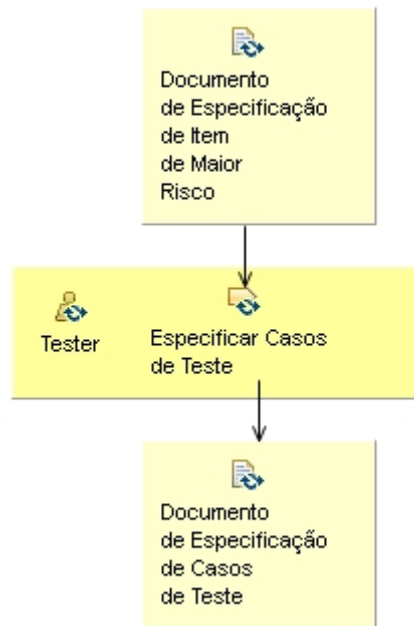 Documento
de Especificação
de Item
de Maior
Risco
Tester
Especificar Casos
de Teste
Documento
de Especificação
de Casos
de Teste